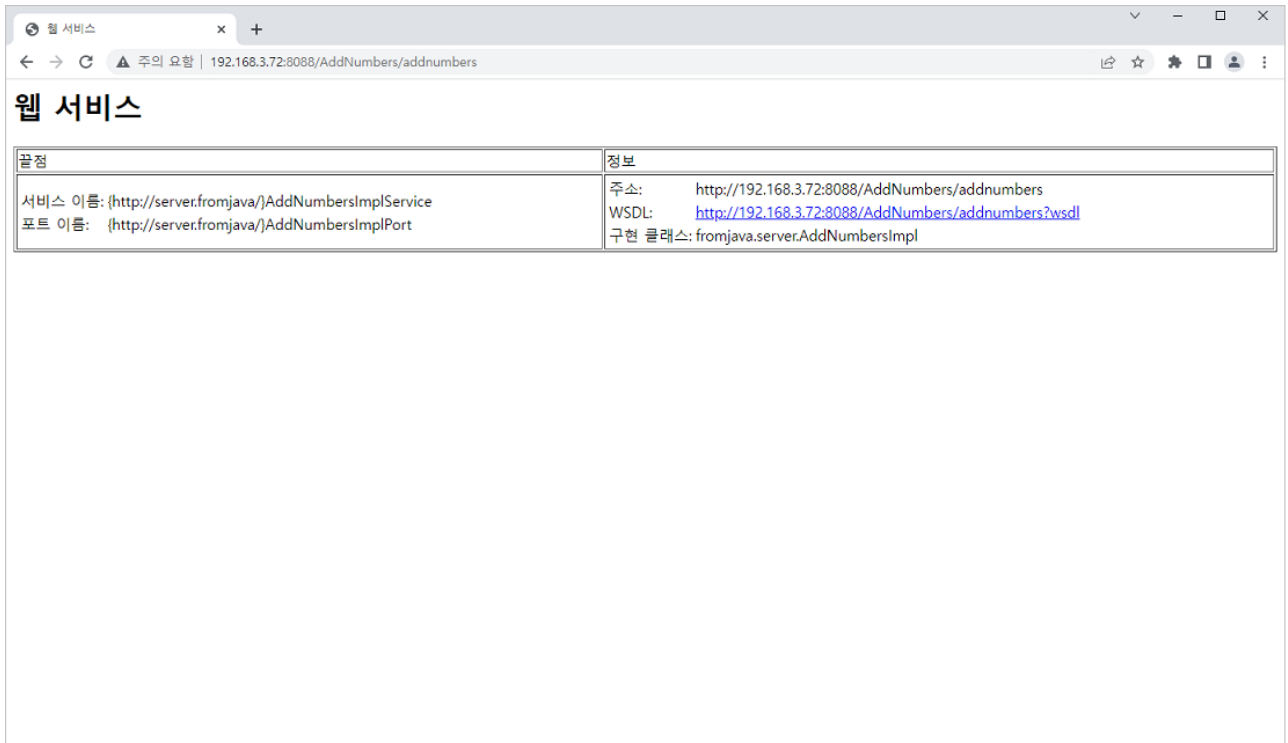 웹 서비스
주의 요함 | 192.168.3.72:8088/AddNumbers/addnumbers
웹 서비스
끝점 정보
서비스 이름: {http://server.fromjava/}AddNumbersImplService
포트 이름: {http://server.fromjava/}AddNumbersImplPort
주소: http://192.168.3.72:8088/AddNumbers/addnumbers
WSDL: http://192.168.3.72:8088/AddNumbers/addnumbers?wsdl
구현 클래스: fromjava.server.AddNumbersImpl